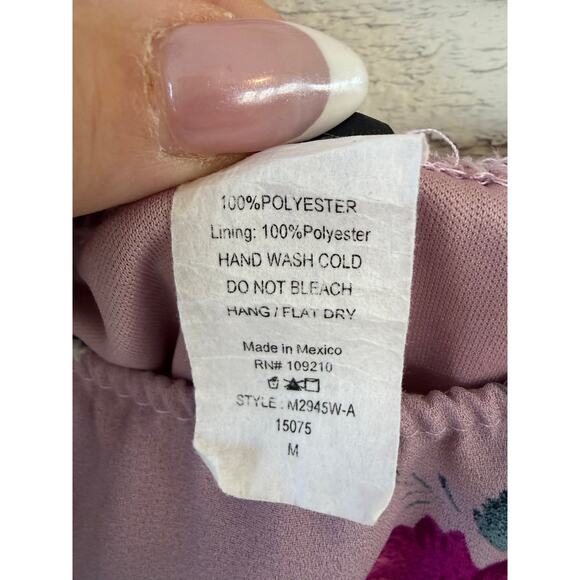 100%POLYESTER
Lining: 100%Polyester
HAND WASH COLD
DO NOT BLEACH
HANG / FLAT DRY
Made in Mexico
RN# 109210
STYLE : M2945W-A
15075
M